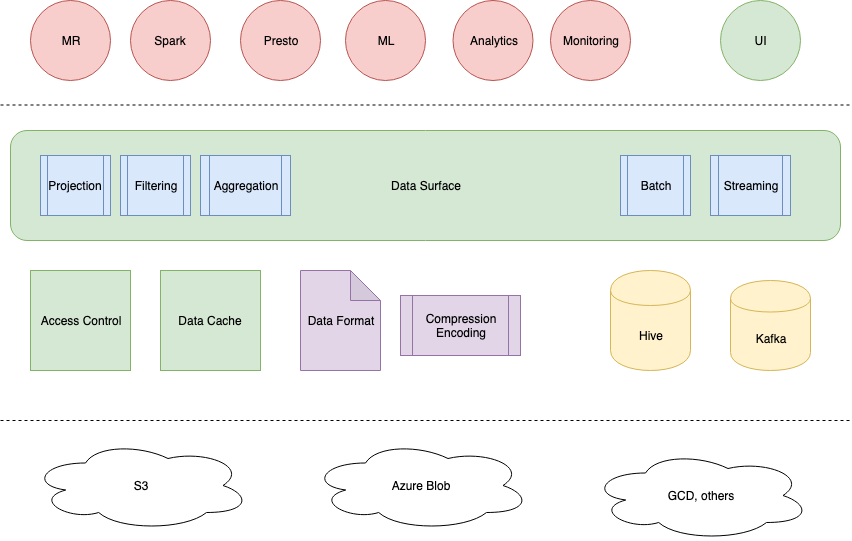 MR
Spark
Presto
ML
Analytics
Monitoring
UI
Projection
Filtering
Aggregation
Data Surface
Batch
Streaming
Access Control
Data Cache
Data Format
Compression
Encoding
Hive
Kafka
S3
Azure Blob
GCD, others